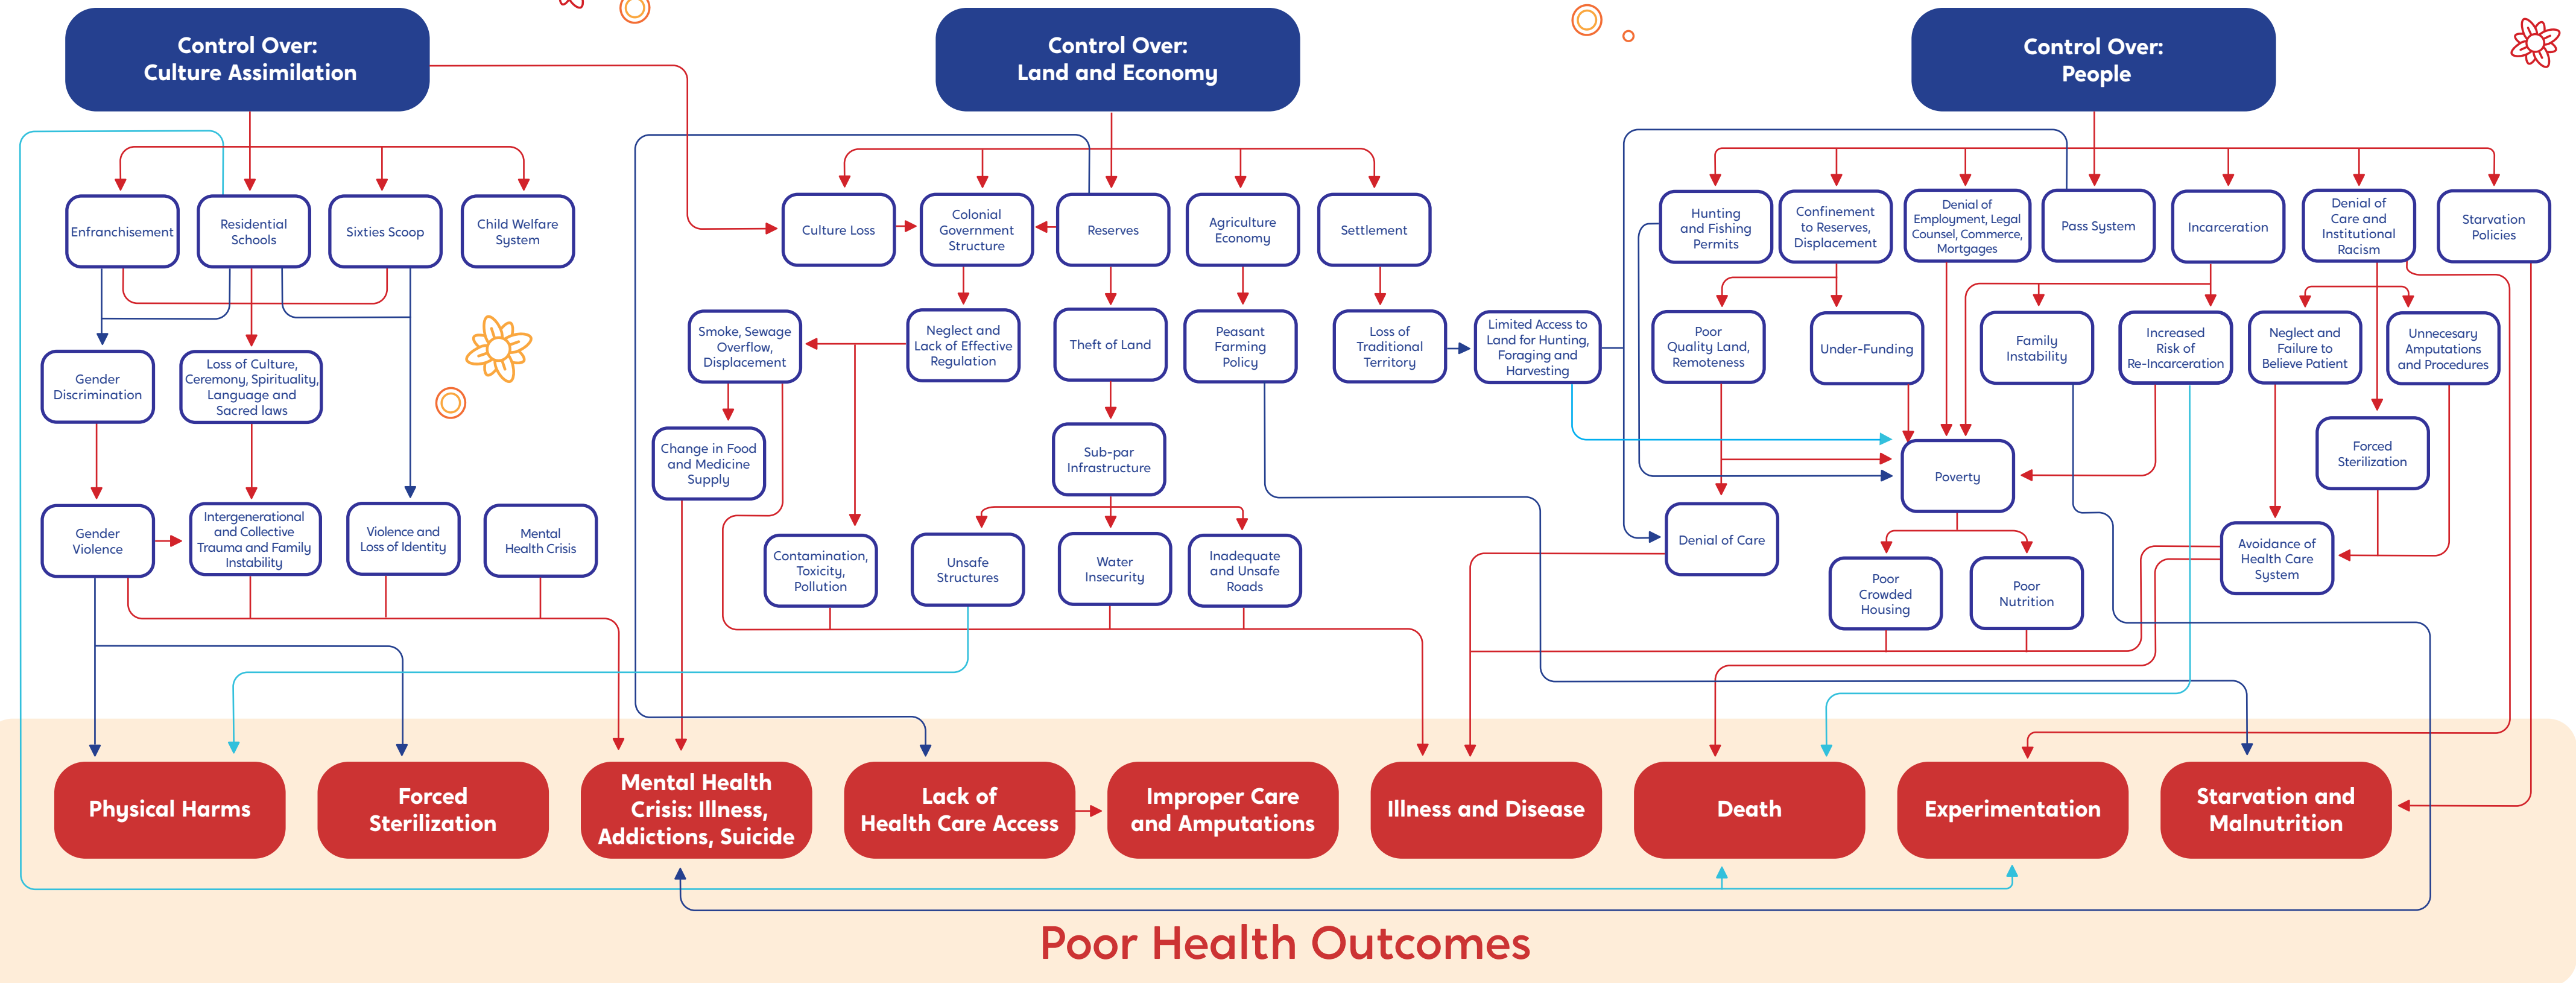 Control Over:
Culture Assimilation
Control Over:
Land and Economy
Control Over:
People
Enfranchisement
Residential
Schools
Sixties Scoop
Child Welfare
System
Culture Loss
Colonial
Government
Structure
Reserves
Agriculture
Economy
Settlement
Hunting
and Fishing
Permits
Confinement
to Reserves,
Displacement
Denial of
Employment, Legal
Counsel, Commerce,
Mortgages
Pass System
Incarceration
Denial of
Care and
Institutional
Racism
Starvation
Policies
Gender
Discrimination
Loss of Culture,
Ceremony, Spirituality,
Language and
Sacred laws
Smoke, Sewage
Overflow,
Displacement
Neglect and
Lack of Effective
Regulation
Theft of Land
Peasant
Farming
Policy
Loss of
Traditional
Territory
Limited Access to
Land for Hunting,
Foraging and
Harvesting
Poor
Quality Land,
Remoteness
Under-Funding
Family
Instability
Increased
Risk of
Re-Incarceration
Neglect and
Failure to
Believe Patient
Unnecesary
Amputations
and Procedures
Change in Food
and Medicine
Supply
Sub-par
Infrastructure
Poverty
Forced
Sterilization
Gender
Violence
Intergenerational
and Collective
Trauma and Family
Instability
Violence and
Loss of Identity
Mental
Health Crisis
Contamination,
Toxicity,
Pollution
Unsafe
Structures
Water
Insecurity
Inadequate
and Unsafe
Roads
Denial of Care
Poor
Crowded
Housing
Poor
Nutrition
Avoidance of
Health Care
System
Physical Harms
Forced
Sterilization
Mental Health
Crisis: Illness,
Addictions, Suicide
Lack of
Health Care Access
Improper Care
and Amputations
Illness and Disease
Death
Experimentation
Starvation and
Malnutrition
Poor Health Outcomes